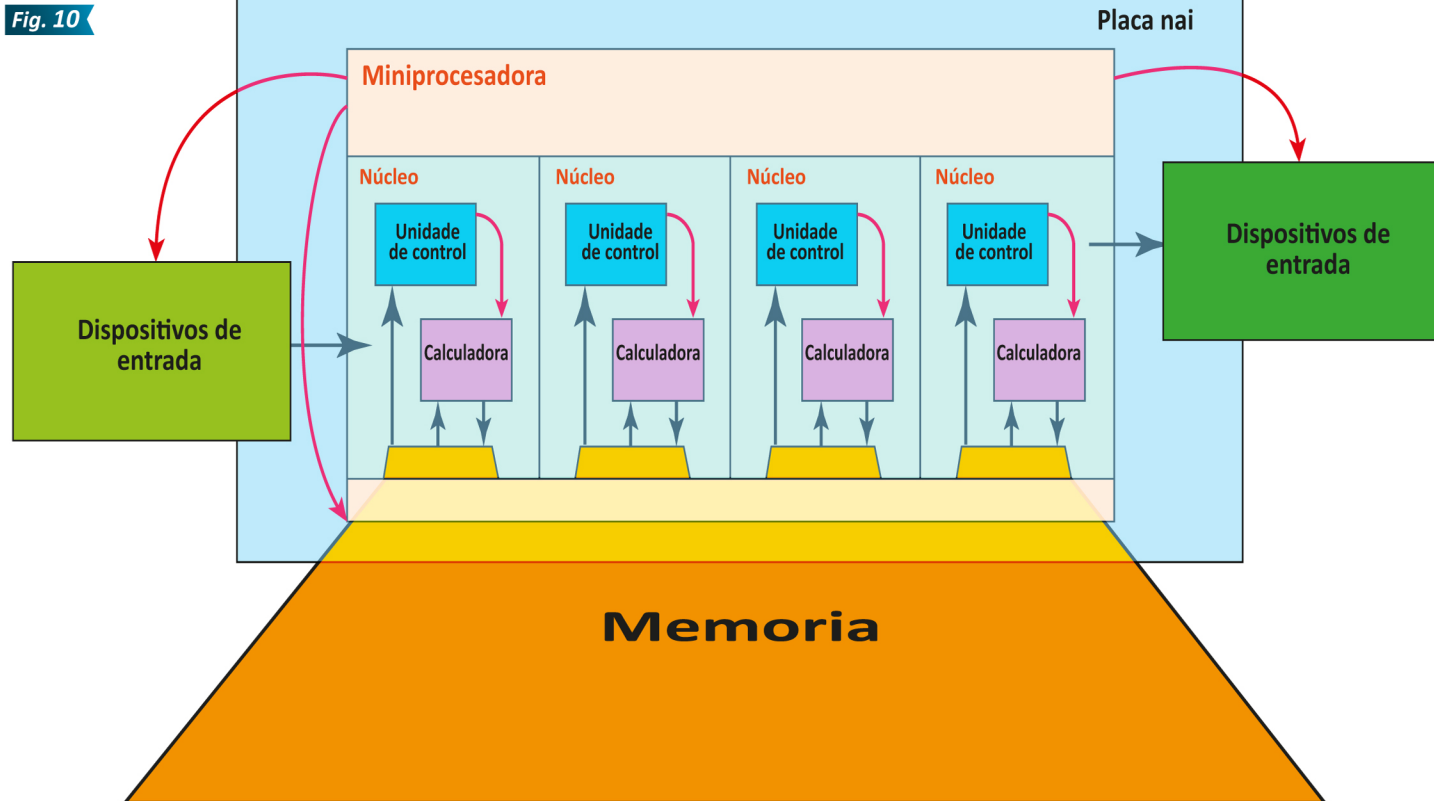 Fig. 10
Placa nai
Miniprocesadora
Núcleo
Núcleo
Núcleo
Núcleo
Unidade
de control
Unidade
de control
Unidade
de control
Unidade
de control
Dispositivos de
entrada
Dispositivos de
entrada
Calculadora
Calculadora
Calculadora
Calculadora
Memoria